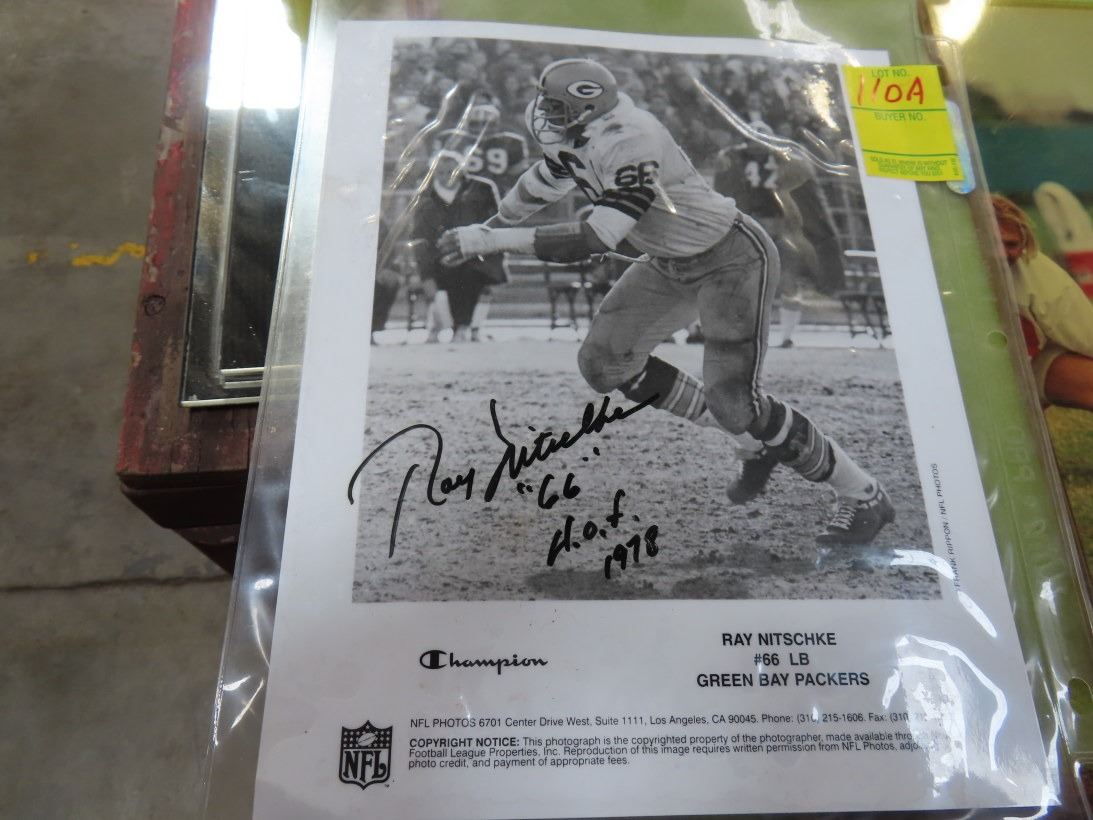 LOT NO.
110A
BUYER NO.
59
66
47
G
Ray Nitschke
"66"
H.o.f.
1978
FRANK RIPPON / NFL PHOTOS
Champion
RAY NITSCHKE
#66 LB
GREEN BAY PACKERS
NFL PHOTOS 6701 Center Drive West, Suite 1111, Los Angeles, CA 90045. Phone: (310) 215-1606. Fax: (310)
COPYRIGHT NOTICE: This photograph is the copyrighted property of the photographer, made available through
Football League Properties, Inc. Reproduction of this image requires written permission from NFL Photos,
photo credit, and payment of appropriate fees.
NFL